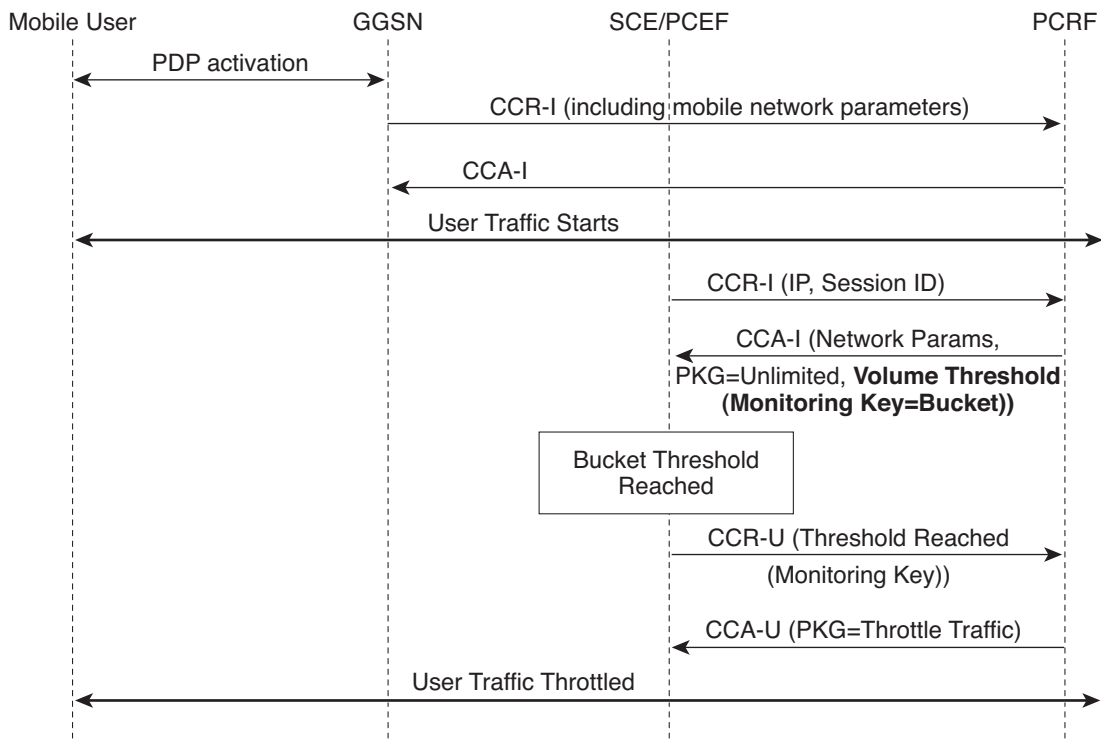 Mobile User
GGSN
SCE/PCEF
PCRF
PDP activation
CCR-I (including mobile network parameters)
CCA-I
User Traffic Starts
CCR-I (IP, Session ID)
CCA-I (Network Params,
PKG=Unlimited, Volume Threshold
(Monitoring Key=Bucket))
Bucket Threshold
Reached
CCR-U (Threshold Reached
(Monitoring Key))
CCA-U (PKG=Throttle Traffic)
User Traffic Throttled